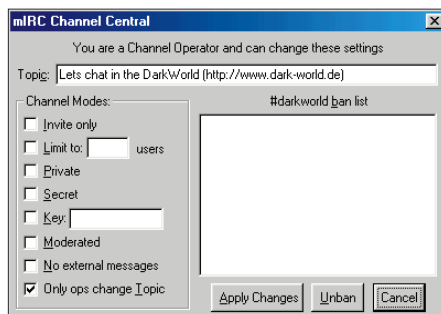 mIRC Channel Central
You are a Channel Operator and can change these settings
Topic: Lets chat in the DarkWorld (http://www.dark-world.de)
Channel Modes:
Invite only
Limit to: users
Private
Secret
Key:
Moderated
No external messages
Only ops change Topic
#darkworld ban list
Apply Changes Unban Cancel